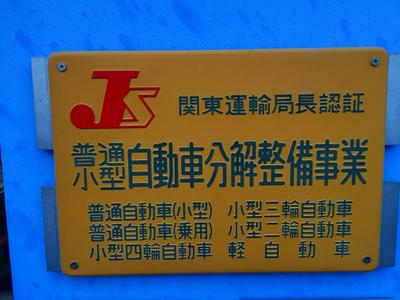 JS
関東運輸局長認証
普通小型自動車分解整備事業
普通自動車(小型) 小型三輪自動車
普通自動車(乗用) 小型二輪自動車
小型四輪自動車 軽自動車